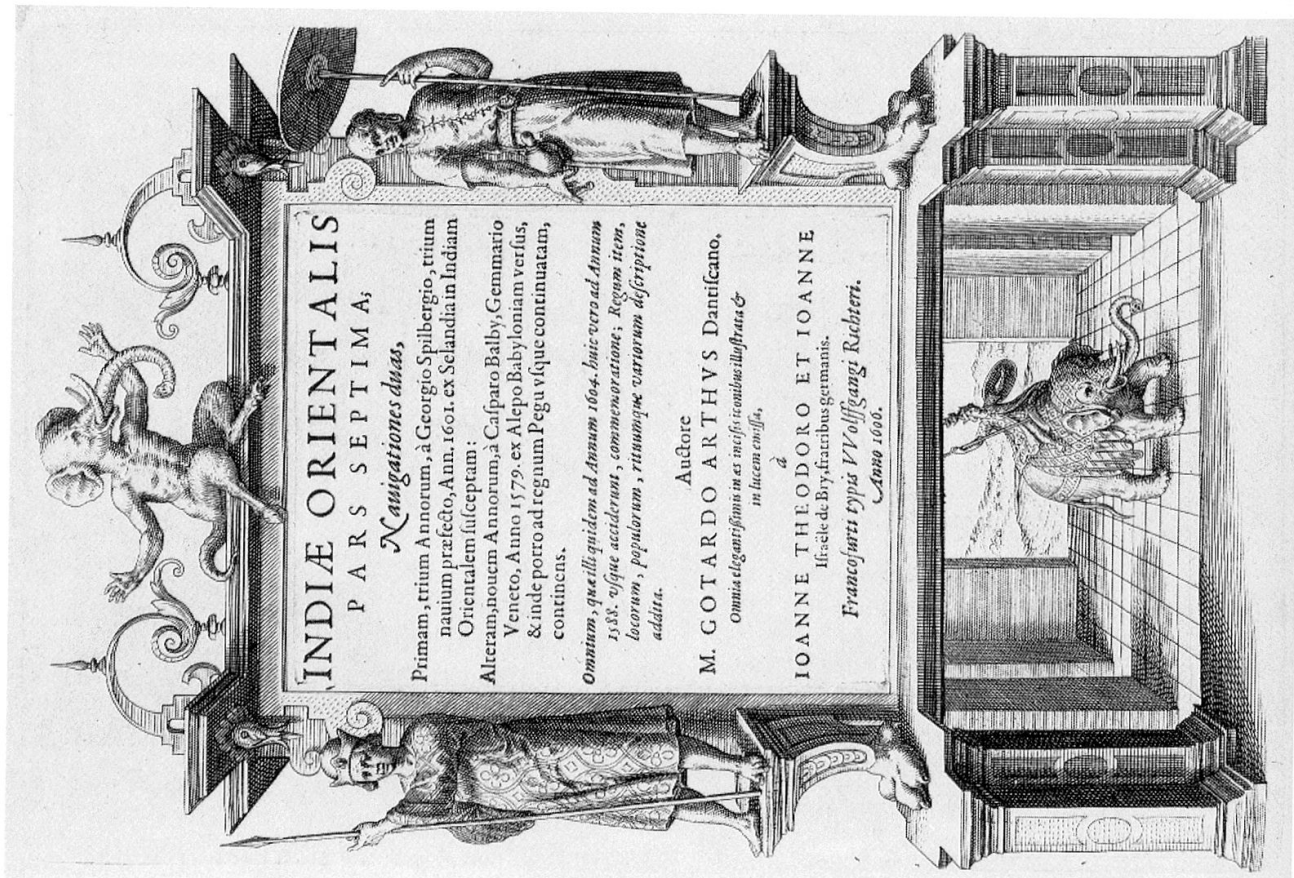 INDIÆ ORIENTALIS
PARS SEPTIMA;
Nauigationes duas,
Primam, trium Annorum, à Georgio Spilbergio, trium
nauium præfecto, Ann. 1601. ex Selandia in Indiam
Orientalem ſuſceptam:
Alteram, nouem Annorum, à Caſparo Balby, Gemmario
Veneto, Anno 1579. ex Alepo Babyloniam verſus,
& inde porro ad regnum Pegu vſque continuatam,
continens.
Omnium, quæ illi quidem ad Annum 1604. huic vero ad Annum
1588. vſque acciderunt, commemoratione; Regum item,
locorum, populorum, rituumque variorum deſcriptione
addita.
Auctore
M. GOTARDO ARTHVS Dantiſcano,
Omnia elegantiſſimis in æs inciſis iconibus illuſtrata &
in lucem emiſſa,
à
IOANNE THEODORO ET IOANNE
Iſraële de Bry, fratribus germanis.
Francofurti typis VVolffgangi Richteri.
Anno 1606.